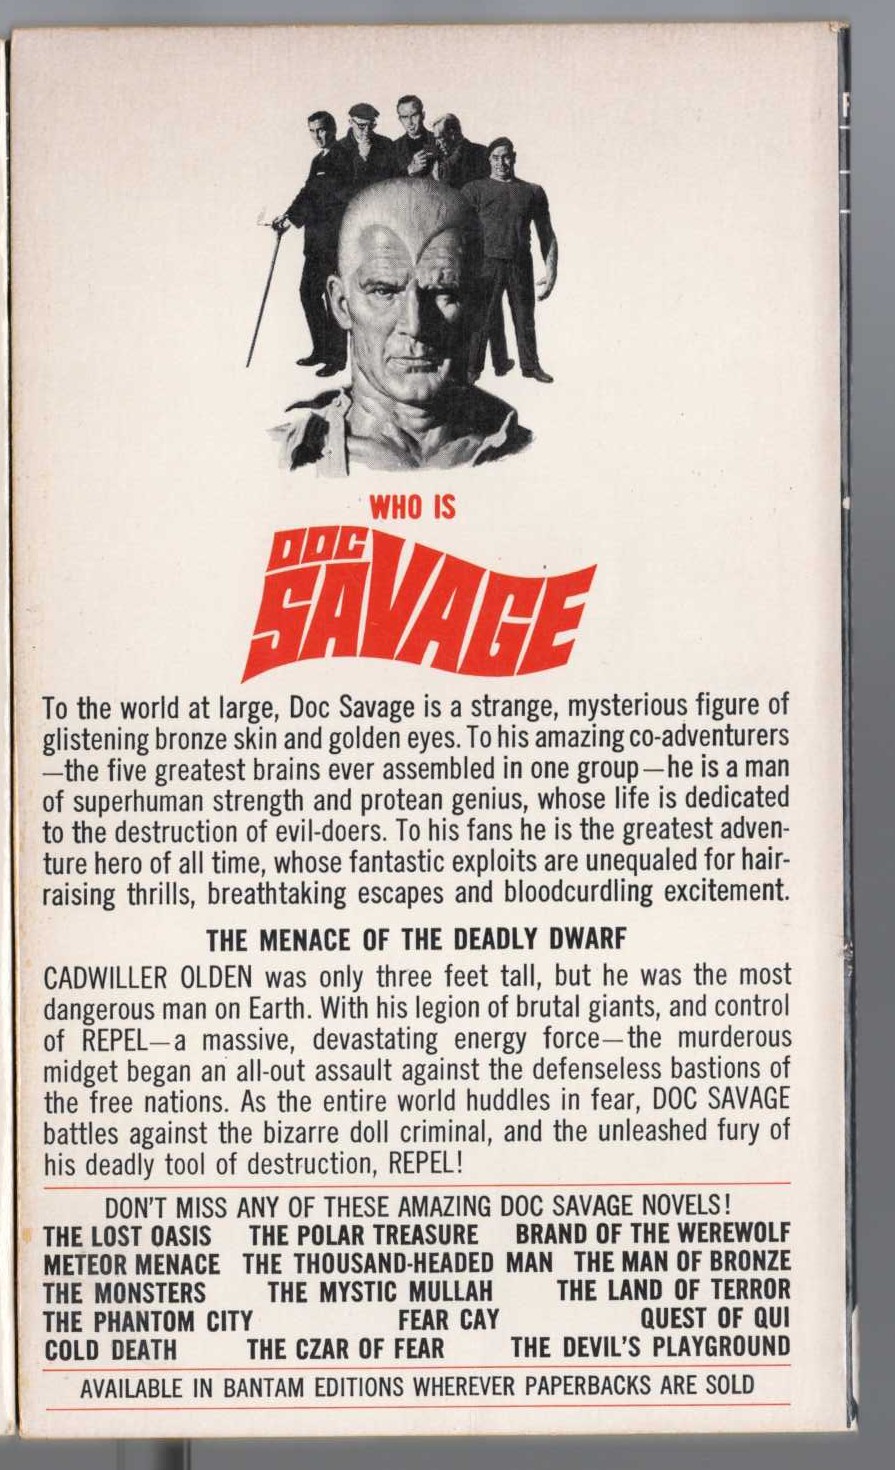 WHO IS
DOC
SAVAGE
To the world at large, Doc Savage is a strange, mysterious figure of
glistening bronze skin and golden eyes. To his amazing co-adventurers
—the five greatest brains ever assembled in one group—he is a man
of superhuman strength and protean genius, whose life is dedicated
to the destruction of evil-doers. To his fans he is the greatest adven-
ture hero of all time, whose fantastic exploits are unequaled for hair-
raising thrills, breathtaking escapes and bloodcurdling excitement.
THE MENACE OF THE DEADLY DWARF
CADWILLER OLDEN was only three feet tall, but he was the most
dangerous man on Earth. With his legion of brutal giants, and control
of REPEL—a massive, devastating energy force—the murderous
midget began an all-out assault against the defenseless bastions of
the free nations. As the entire world huddles in fear, DOC SAVAGE
battles against the bizarre doll criminal, and the unleashed fury of
his deadly tool of destruction, REPEL!
DON'T MISS ANY OF THESE AMAZING DOC SAVAGE NOVELS!
THE LOST OASIS THE POLAR TREASURE BRAND OF THE WEREWOLF
METEOR MENACE THE THOUSAND-HEADED MAN THE MAN OF BRONZE
THE MONSTERS THE MYSTIC MULLAH THE LAND OF TERROR
THE PHANTOM CITY FEAR CAY QUEST OF QUI
COLD DEATH THE CZAR OF FEAR THE DEVIL'S PLAYGROUND
AVAILABLE IN BANTAM EDITIONS WHEREVER PAPERBACKS ARE SOLD